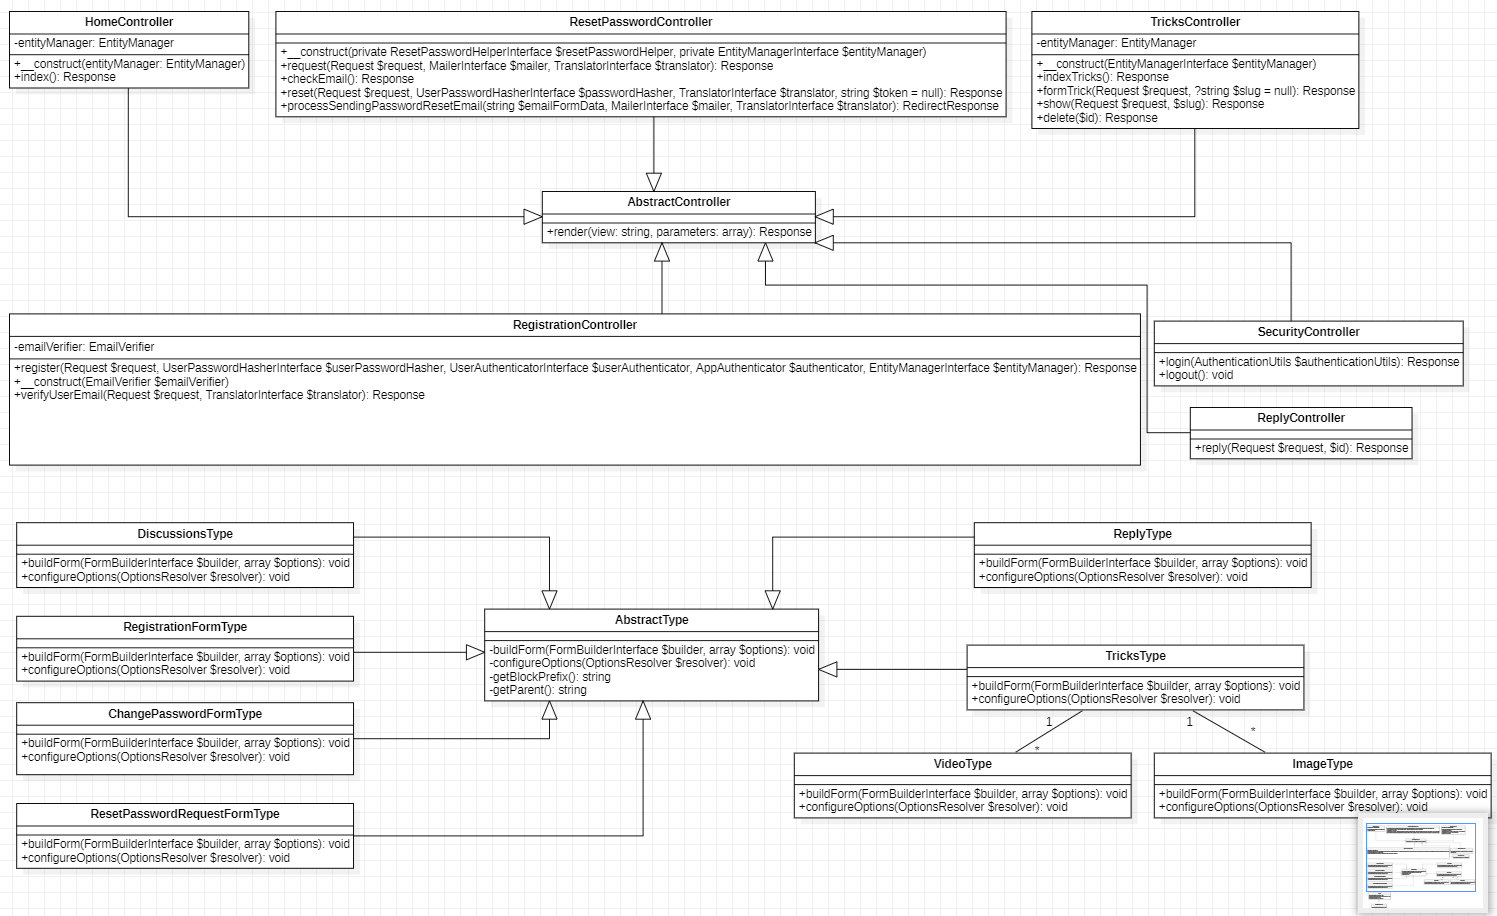 HomeController
-entityManager: EntityManager
+__construct(entityManager: EntityManager)
+index(): Response
ResetPasswordController
+__construct(private ResetPasswordHelperInterface $resetPasswordHelper, private EntityManagerInterface $entityManager)
+request(Request $request, MailerInterface $mailer, TranslatorInterface $translator): Response
+checkEmail(): Response
+reset(Request $request, UserPasswordHasherInterface $passwordHasher, TranslatorInterface $translator, string $token = null): Response
+processSendingPasswordResetEmail(string $emailFormData, MailerInterface $mailer, TranslatorInterface $translator): RedirectResponse
TricksController
-entityManager: EntityManager
+__construct(EntityManagerInterface $entityManager)
+indexTricks(): Response
+formTrick(Request $request, ?string $slug = null): Response
+show(Request $request, $slug): Response
+delete($id): Response
AbstractController
+render(view: string, parameters: array): Response
RegistrationController
-emailVerifier: EmailVerifier
+register(Request $request, UserPasswordHasherInterface $userPasswordHasher, UserAuthenticatorInterface $userAuthenticator, AppAuthenticator $authenticator, EntityManagerInterface $entityManager): Response
+__construct(EmailVerifier $emailVerifier)
+verifyUserEmail(Request $request, TranslatorInterface $translator): Response
SecurityController
+login(AuthenticationUtils $authenticationUtils): Response
+logout(): void
ReplyController
+reply(Request $request, $id): Response
DiscussionsType
+buildForm(FormBuilderInterface $builder, array $options): void
+configureOptions(OptionsResolver $resolver): void
ReplyType
+buildForm(FormBuilderInterface $builder, array $options): void
+configureOptions(OptionsResolver $resolver): void
RegistrationFormType
+buildForm(FormBuilderInterface $builder, array $options): void
+configureOptions(OptionsResolver $resolver): void
AbstractType
-buildForm(FormBuilderInterface $builder, array $options): void
-configureOptions(OptionsResolver $resolver): void
-getBlockPrefix(): string
-getParent(): string
TricksType
+buildForm(FormBuilderInterface $builder, array $options): void
+configureOptions(OptionsResolver $resolver): void
1
*
1
*
ChangePasswordFormType
+buildForm(FormBuilderInterface $builder, array $options): void
+configureOptions(OptionsResolver $resolver): void
VideoType
+buildForm(FormBuilderInterface $builder, array $options): void
+configureOptions(OptionsResolver $resolver): void
ImageType
+buildForm(FormBuilderInterface $builder, array $options): void
+configureOptions(OptionsResolver $resolver): void
ResetPasswordRequestFormType
+buildForm(FormBuilderInterface $builder, array $options): void
+configureOptions(OptionsResolver $resolver): void